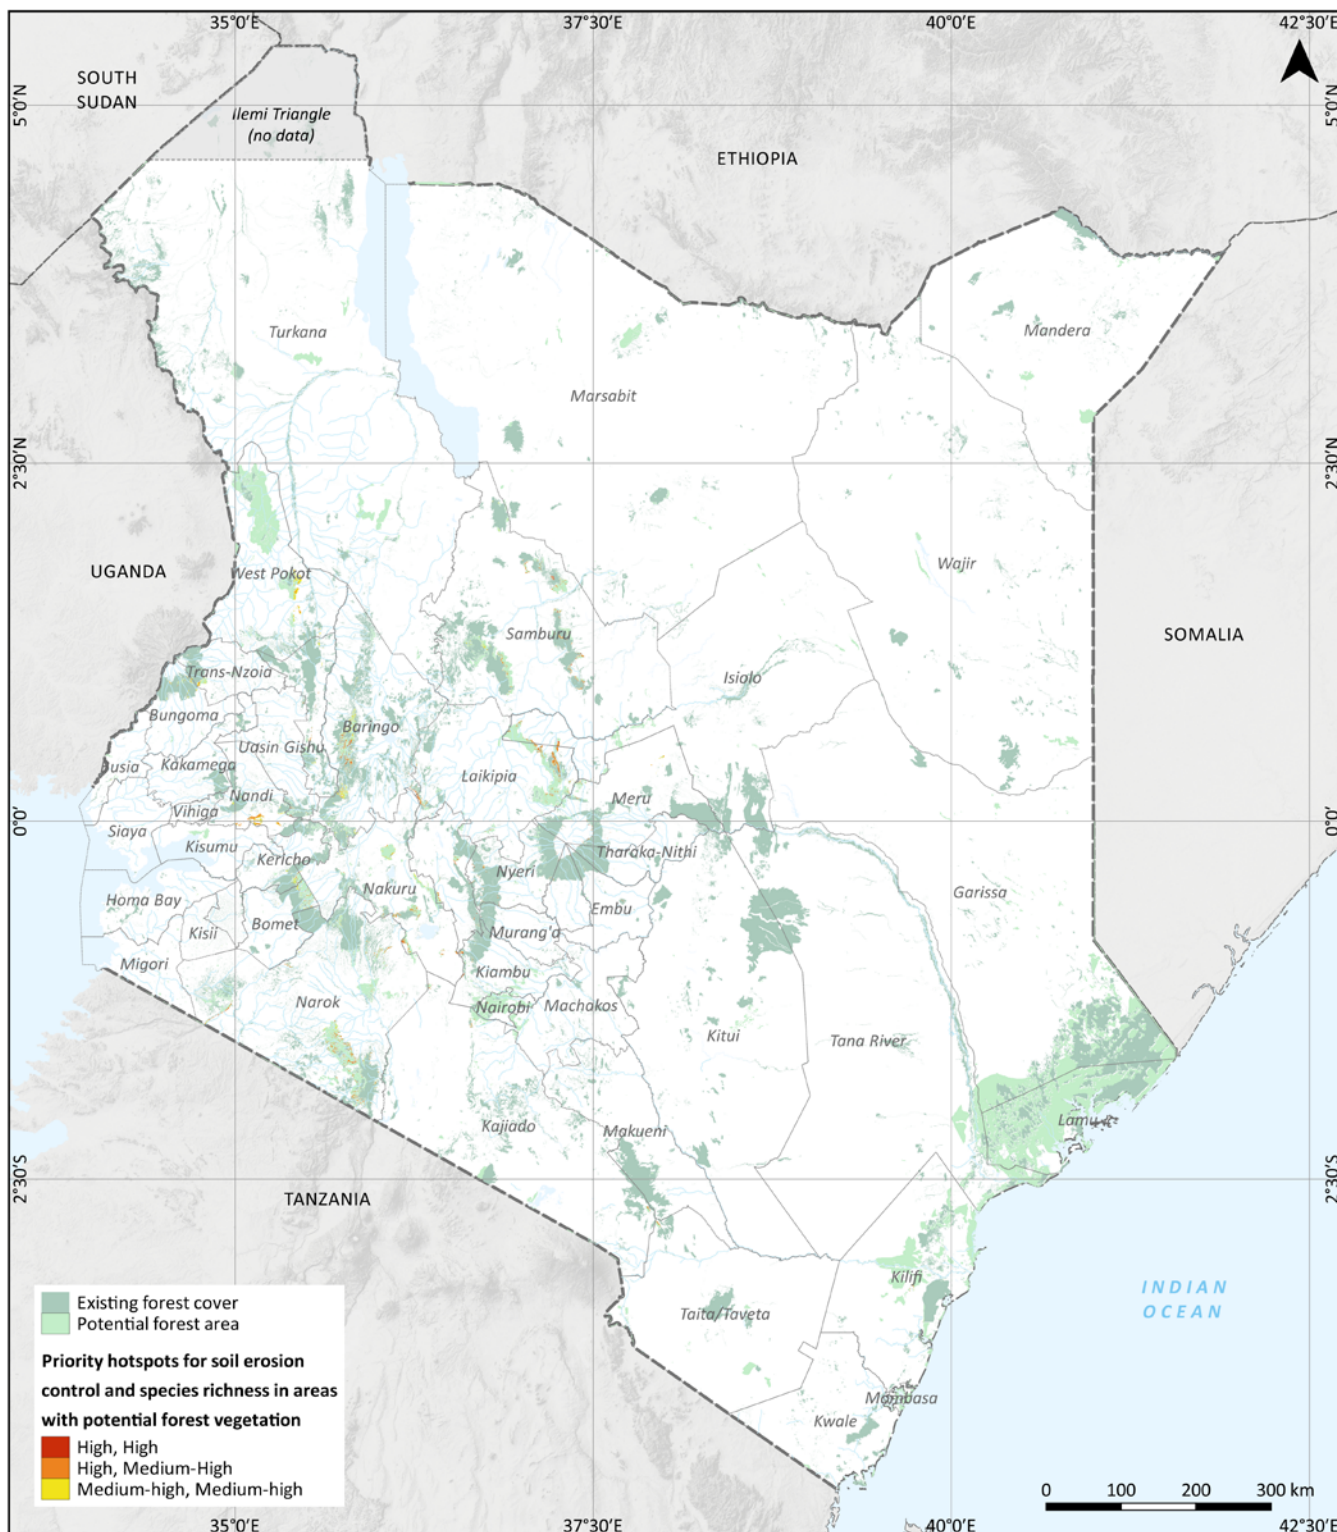 35°0'E 37°30'E 40°0'E 42°30'E
SOUTH
SUDAN
5°0'N
5°0'N
Ilemi Triangle
(no data)
ETHIOPIA
Turkana
Mandera
Marsabit
2°30'N
2°30'N
UGANDA
West Pokot
Wajir
SOMALIA
Samburu
Trans-Nzoia
Isiolo
Bungoma
Baringo
Uasin Gishu
Busia
Kakamega
Laikipia
Nandi
Meru
Vihiga
0°0'
0°0'
Siaya
Kisumu
Kericho
Tharaka-Nithi
Nyeri
Nakuru
Garissa
Homa Bay
Embu
Bomet
Kisii
Murang'a
Migori
Kiambu
Narok
Nairobi
Machakos
Kitui
Tana River
Lamu
Kajiado
Makueni
2°30'S
2°30'S
TANZANIA
Kilifi
INDIAN
OCEAN
Taita/Taveta
Mombasa
Kwale
Existing forest cover
Potential forest area
Priority hotspots for soil erosion
control and species richness in areas
with potential forest vegetation
High, High
High, Medium-High
Medium-high, Medium-high
0 100 200 300 km
35°0'E 37°30'E 40°0'E 42°30'E